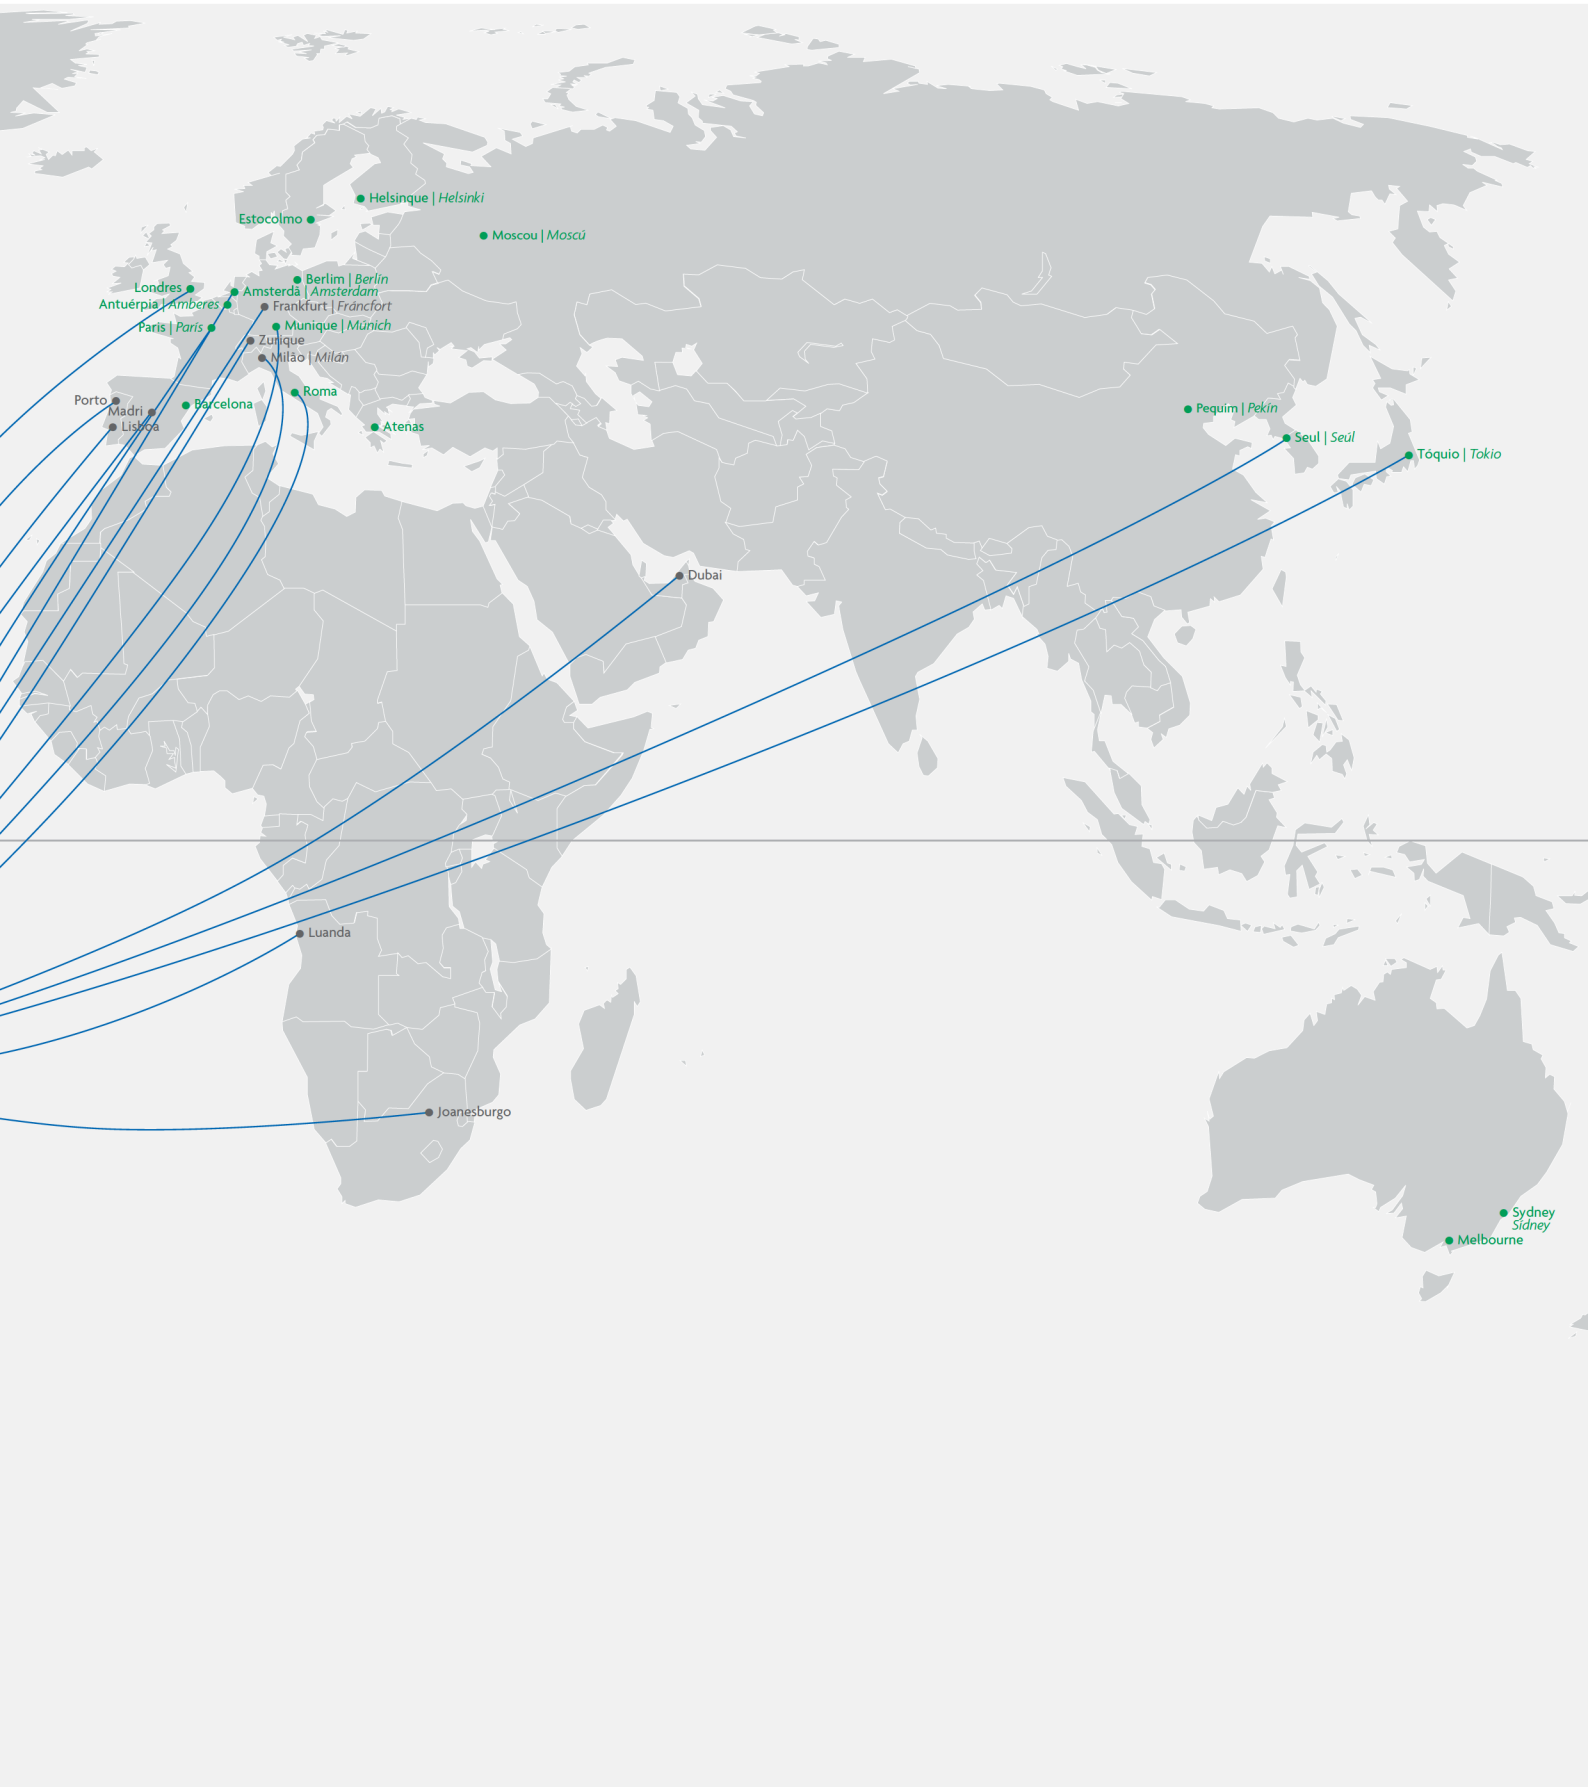 Helsinque | Helsinki
Estocolmo
Moscou | Moscú
Berlim | Berlín
Londres
Amsterdã | Amsterdam
Antuérpia | Amberes
Frankfurt | Fráncfort
Paris | París
Munique | Múnich
Zurique
Milão | Milán
Roma
Porto
Barcelona
Madri
Lisboa
Atenas
Pequim | Pekín
Seul | Seúl
Tóquio | Tokio
Dubai
Luanda
Joanesburgo
Sydney
Sídney
Melbourne